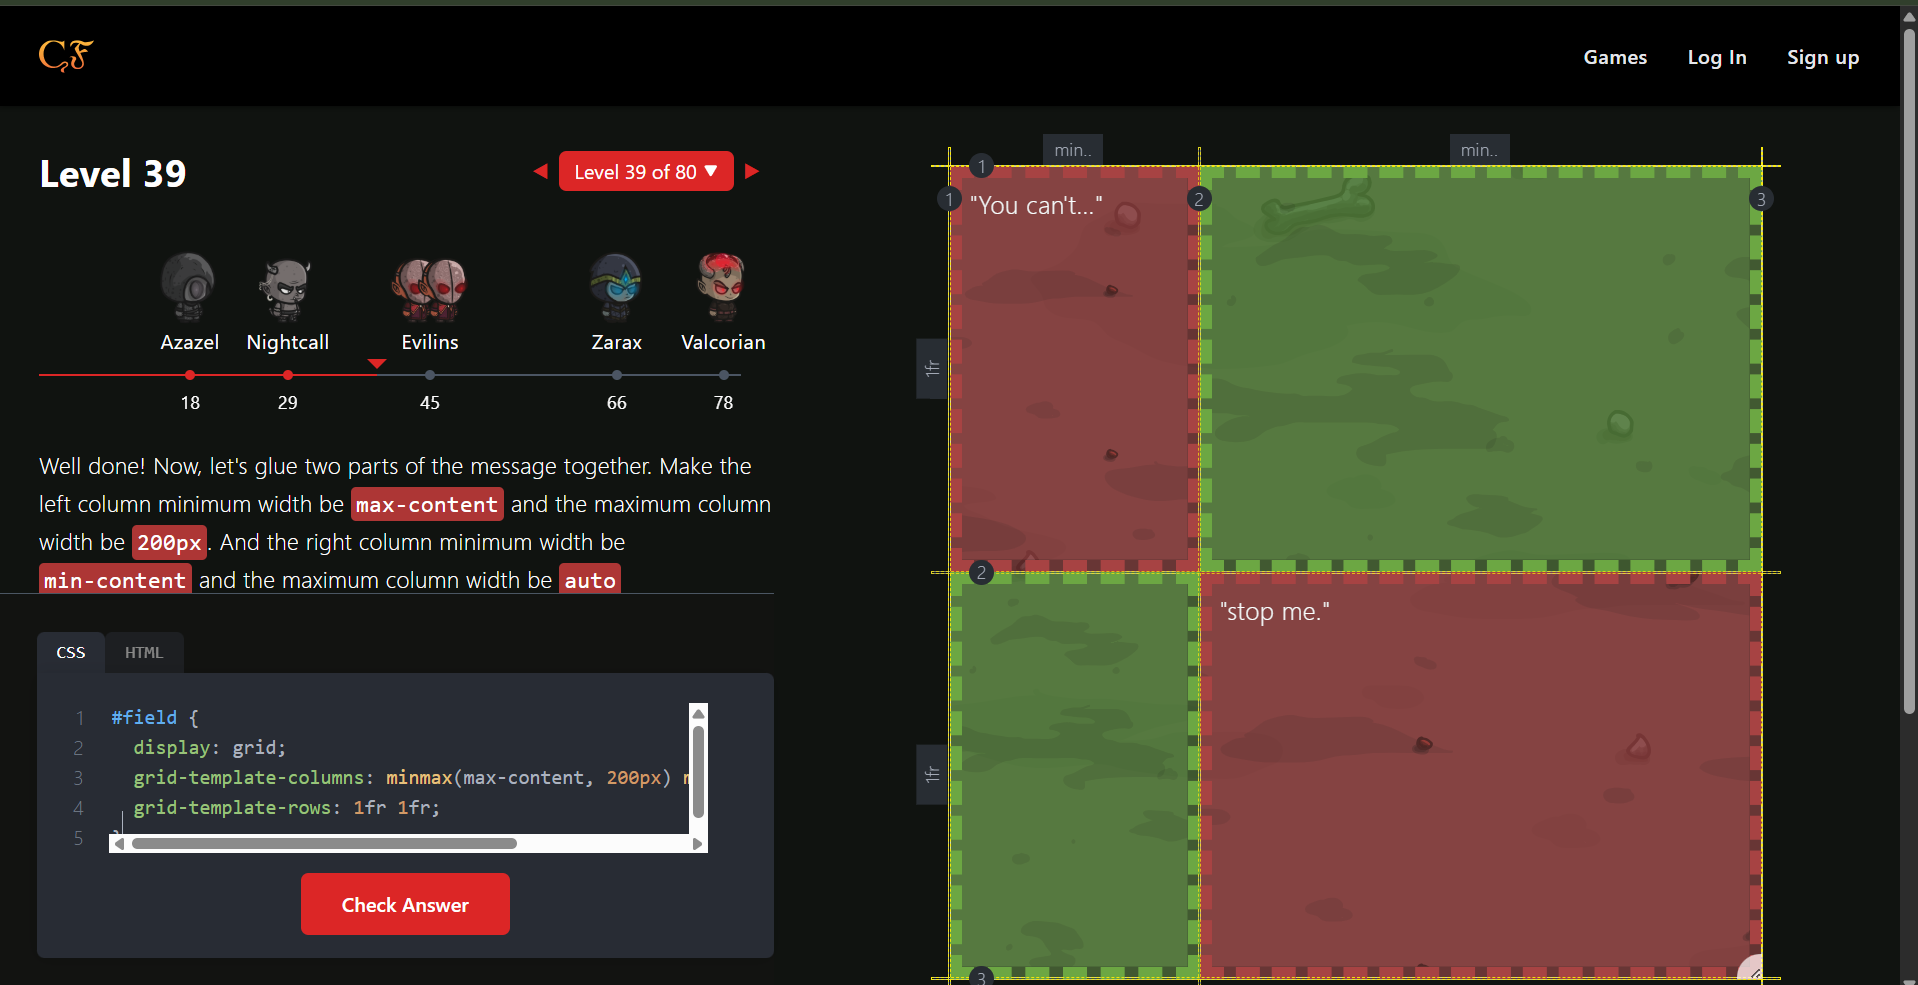 CF
Games Log In Sign up
Level 39
Level 39 of 80 ▼
Azazel Nightcall Evilins Zarax Valcorian
18 29 45 66 78
Well done! Now, let's glue two parts of the message together. Make the
left column minimum width be max-content and the maximum column
width be 200px. And the right column minimum width be
min-content and the maximum column width be auto
CSS HTML
1 #field {
2 display: grid;
3 grid-template-columns: minmax(max-content, 200px)
4 grid-template-rows: 1fr 1fr;
5 }
Check Answer
min.. min..
1
1 2 3
"You can't..."
1fr
2
"stop me."
1fr
3